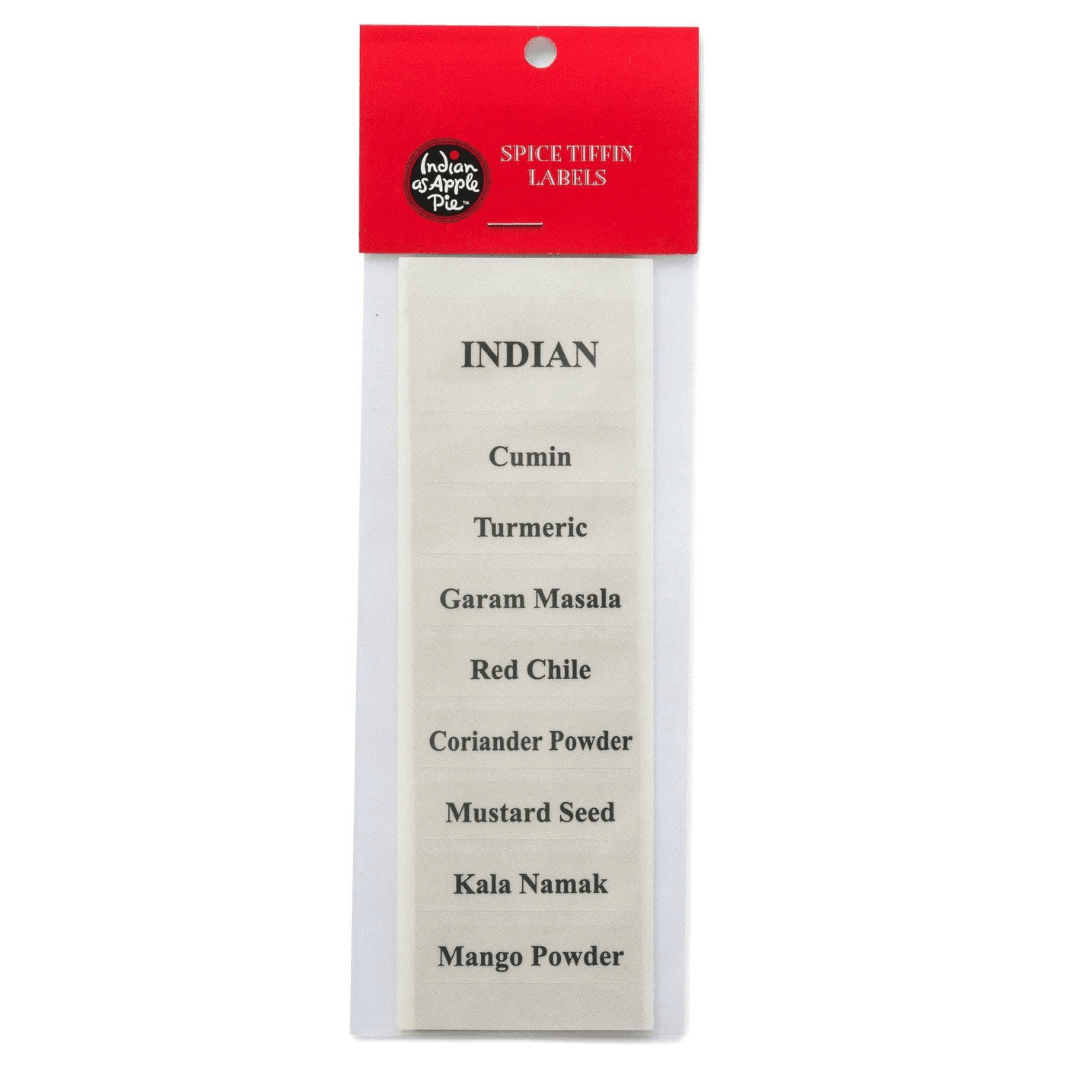 Indian
as Apple
Pie™
SPICE TIFFIN
LABELS
INDIAN
Cumin
Turmeric
Garam Masala
Red Chile
Coriander Powder
Mustard Seed
Kala Namak
Mango Powder